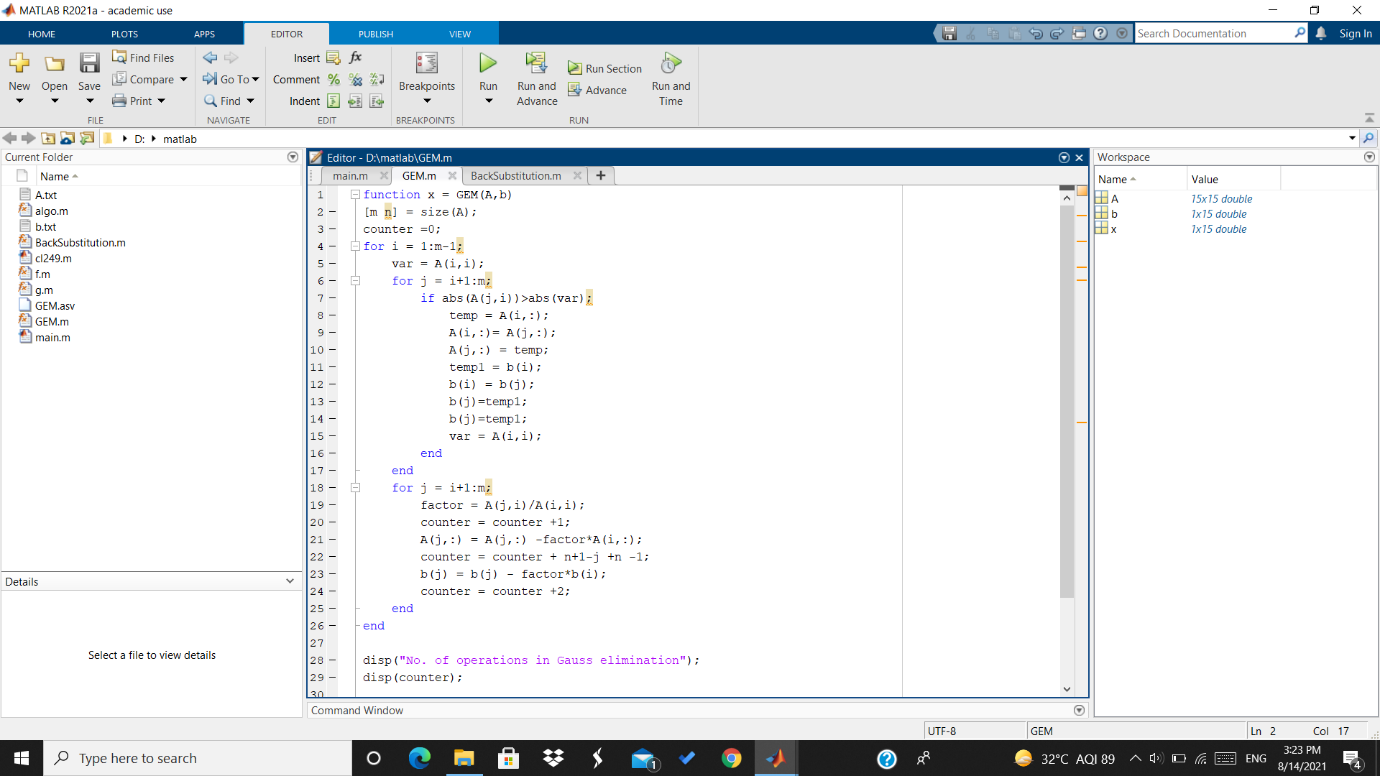 MATLAB R2021a - academic use
HOME PLOTS APPS EDITOR PUBLISH VIEW
Search Documentation
Sign In
New
Open
Save
Find Files
Compare
Print
FILE
Go To
Find
NAVIGATE
Insert
Comment
Indent
EDIT
Breakpoints
BREAKPOINTS
Run
Run and Advance
Run Section
Advance
Run and Time
RUN
D: matlab
Current Folder
Name
A.txt
algo.m
b.txt
BackSubstitution.m
cl249.m
f.m
g.m
GEM.asv
GEM.m
main.m
Details
Select a file to view details
Editor - D:\matlab\GEM.m
main.m GEM.m BackSubstitution.m +
1 function x = GEM(A,b)
2 [m n] = size(A);
3 counter =0;
4 for i = 1:m-1;
5 var = A(i,i);
6 for j = i+1:m;
7 if abs(A(j,i))>abs(var);
8 temp = A(i,:);
9 A(i,:)= A(j,:);
10 A(j,:) = temp;
11 temp1 = b(i);
12 b(i) = b(j);
13 b(j)=temp1;
14 b(j)=temp1;
15 var = A(i,i);
16 end
17 end
18 for j = i+1:m;
19 factor = A(j,i)/A(i,i);
20 counter = counter +1;
21 A(j,:) = A(j,:) -factor*A(i,:);
22 counter = counter + n+1-j +n -1;
23 b(j) = b(j) - factor*b(i);
24 counter = counter +2;
25 end
26 end
27
28 disp("No. of operations in Gauss elimination");
29 disp(counter);
30
Command Window
Workspace
Name Value
A 15x15 double
b 1x15 double
x 1x15 double
UTF-8 GEM Ln 2 Col 17
Type here to search
1
32°C AQI 89
ENG
3:23 PM
8/14/2021
4